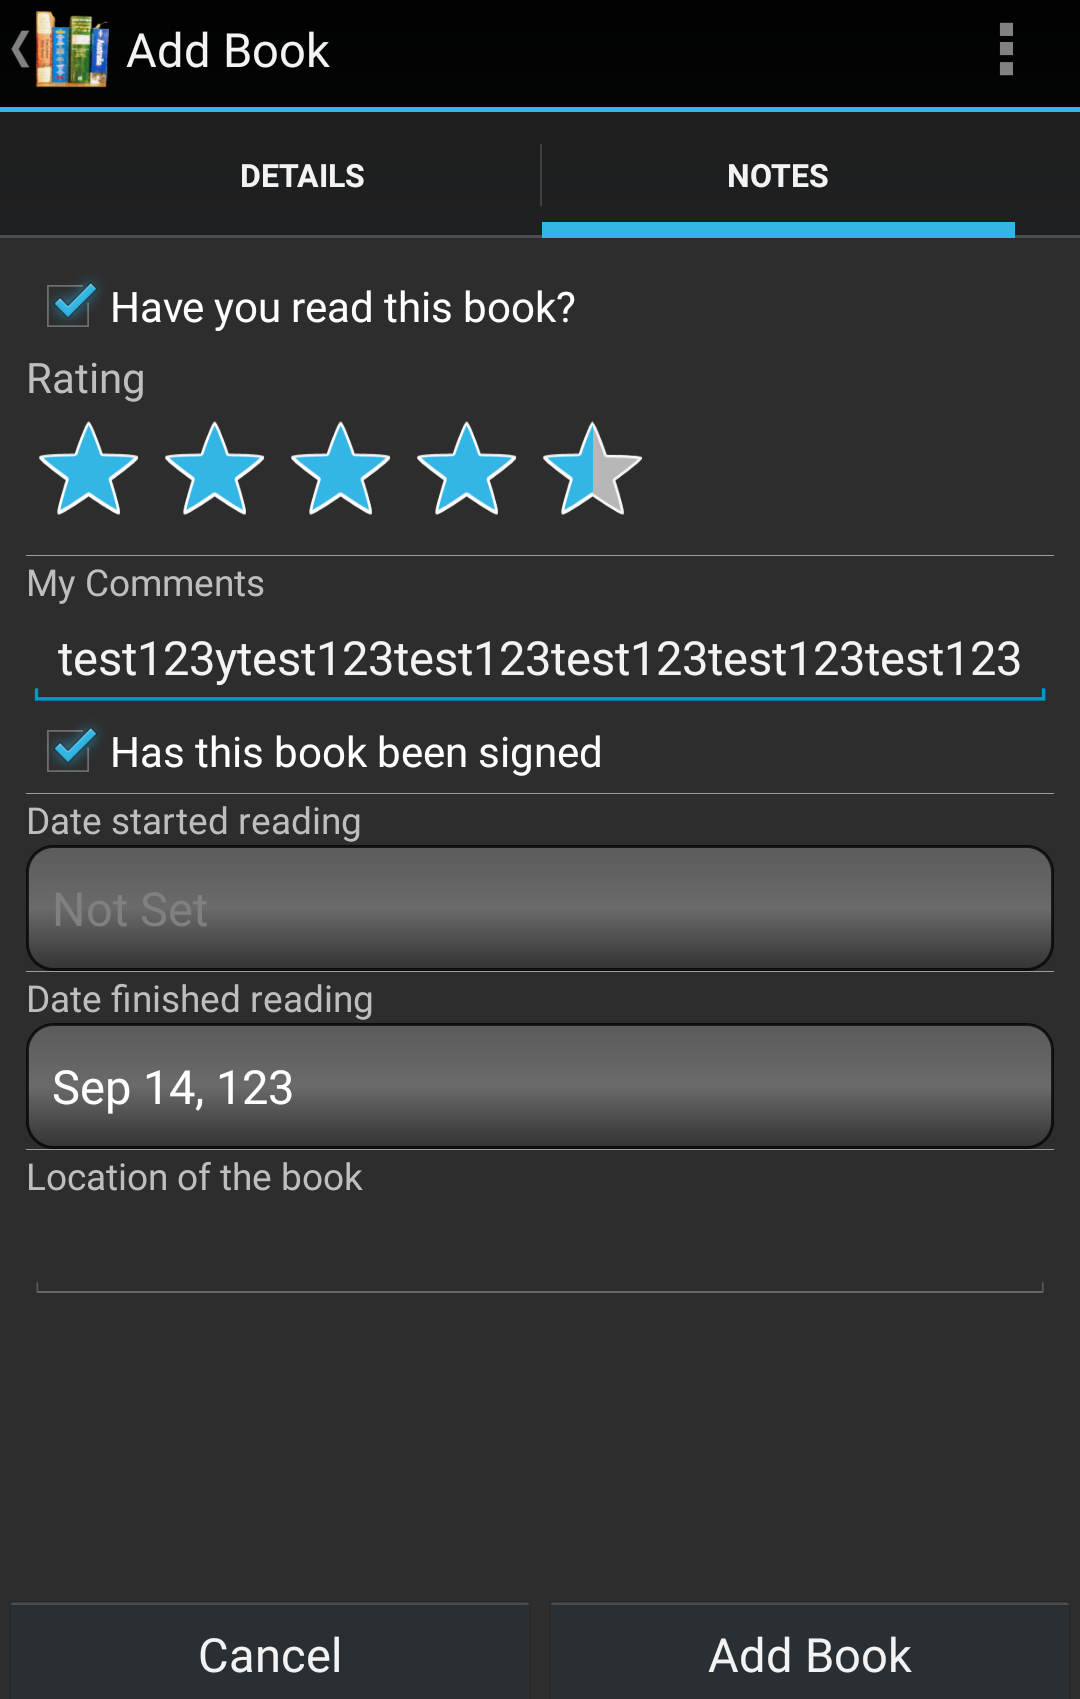 Add Book
DETAILS
NOTES
Have you read this book?
Rating
My Comments
test123ytest123test123test123test123test123
Has this book been signed
Date started reading
Not Set
Date finished reading
Sep 14, 123
Location of the book
Cancel
Add Book